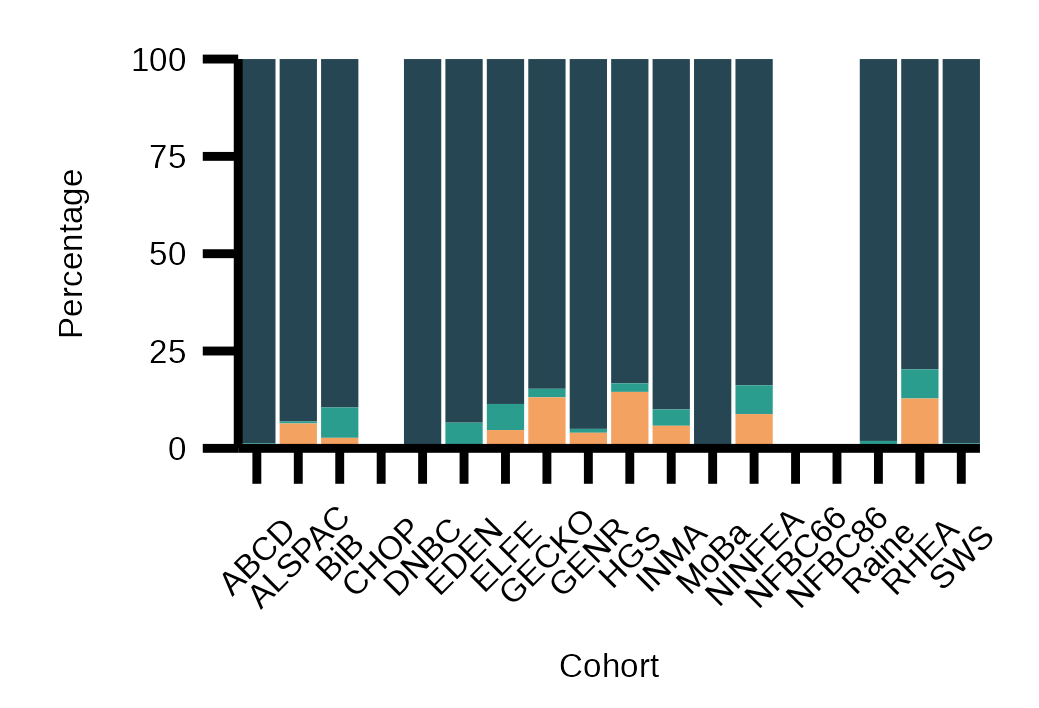 100
75
50
25
0
Percentage
ABCD
ALSPAC
BiB
CHOP
DNBC
EDEN
ELFE
GECKO
GENR
HGS
INMA
MoBa
NINFEA
NFBC66
NFBC86
Raine
RHEA
SWS
Cohort